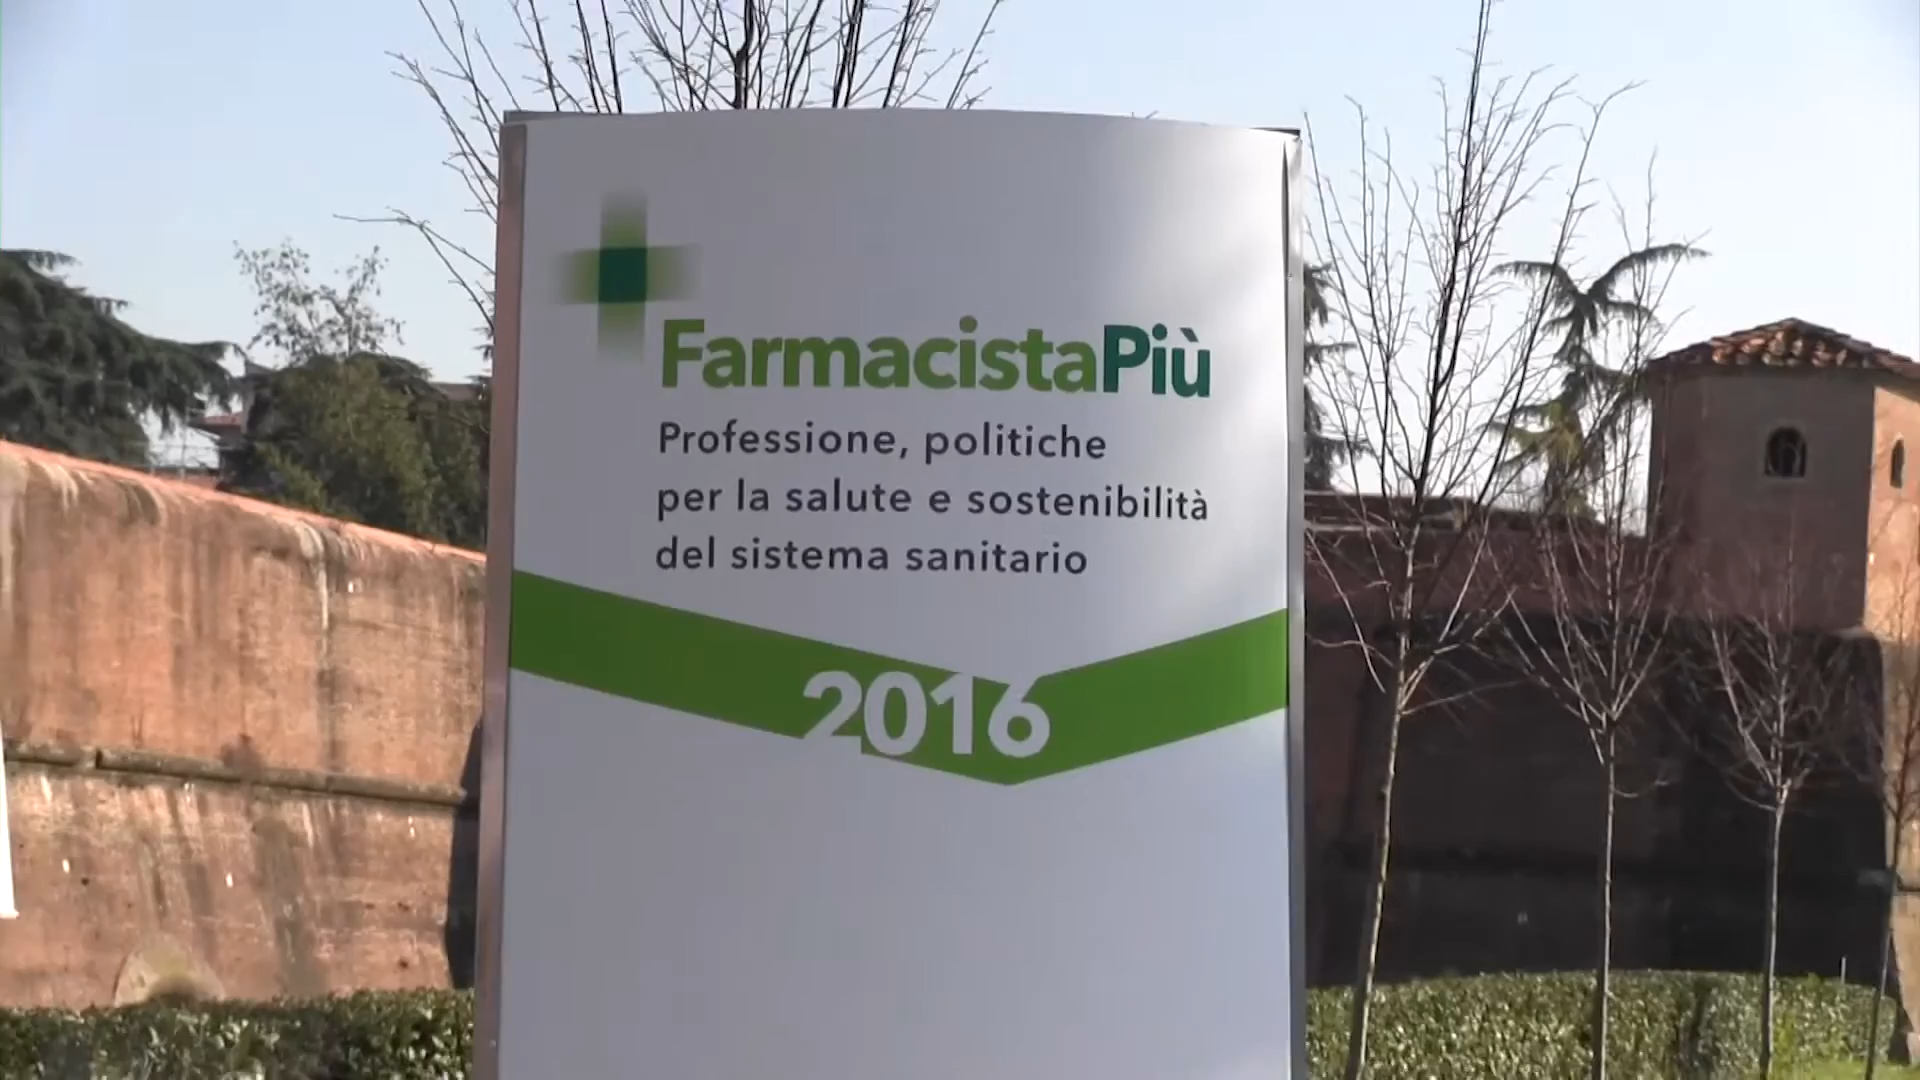 FarmacistaPiù
Professione, politiche
per la salute e sostenibilità
del sistema sanitario
2016